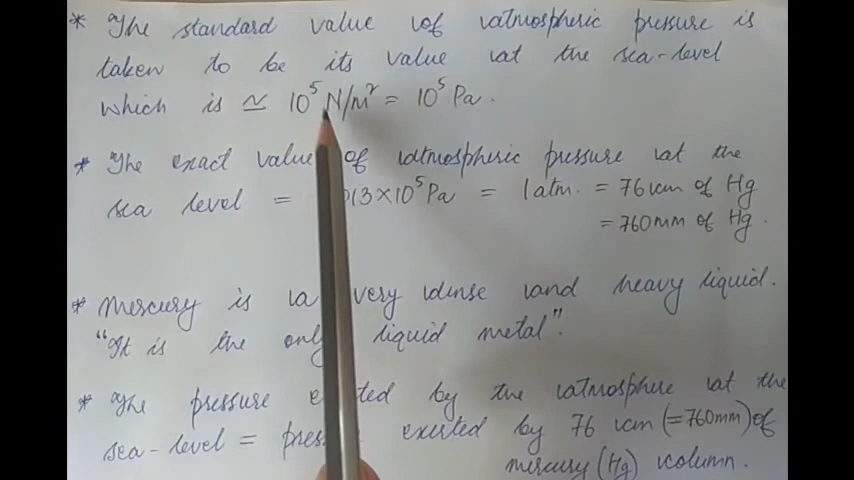 * The standard value of atmospheric pressure is
taken to be its value at the sea-level
which is ≃ 10⁵ N/m² = 10⁵ Pa.
* The exact value of atmospheric pressure at the
sea level = 013×10⁵ Pa = 1 atm. = 76 cm of Hg
= 760 mm of Hg.
* Mercury is a very dense and heavy liquid.
"It is the only liquid metal".
* The pressure exerted by the atmosphere at the
sea-level = exerted by 76 cm (=760mm) of
mercury (Hg) column.